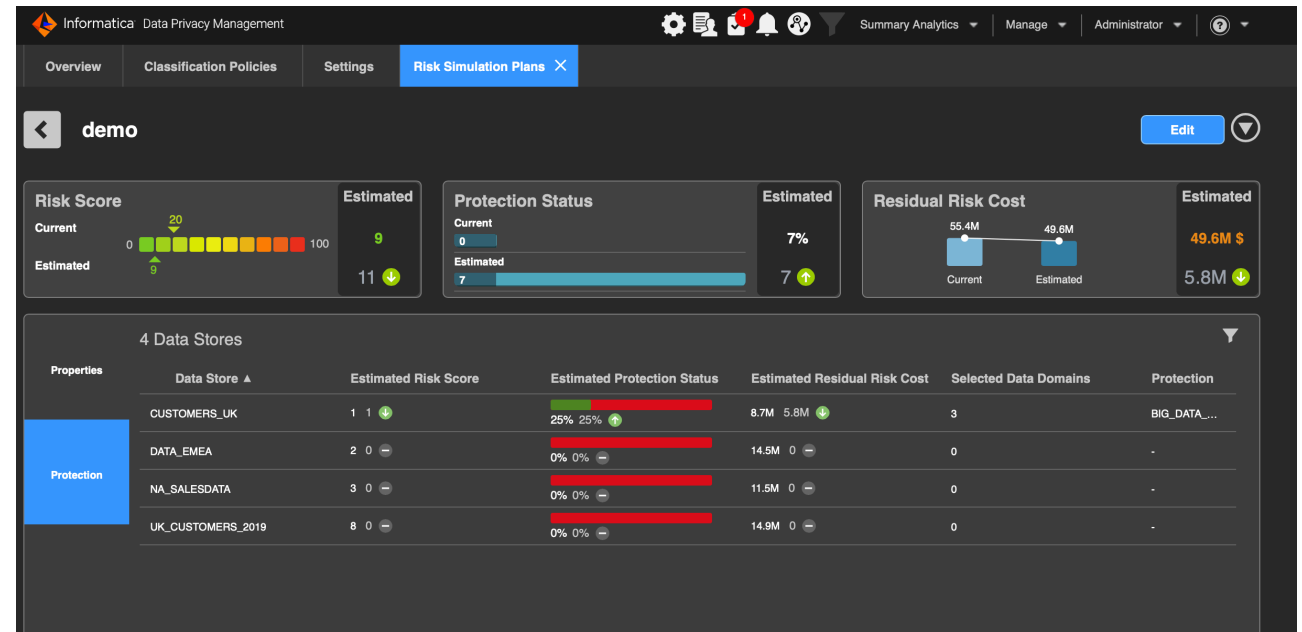 Informatica Data Privacy Management 1 Summary Analytics Manage Administrator ?
Overview Classification Policies Settings Risk Simulation Plans
demo Edit
Risk Score Estimated
Current 20
0 100 9
Estimated 9
11
Protection Status Estimated
Current
0 7%
Estimated
7 7
Residual Risk Cost Estimated
55.4M 49.6M
49.6M $
Current Estimated 5.8M
4 Data Stores
Properties
Protection
Data Store ▲ Estimated Risk Score Estimated Protection Status Estimated Residual Risk Cost Selected Data Domains Protection
CUSTOMERS_UK 1 1 25% 25% 8.7M 5.8M 3 BIG_DATA_...
DATA_EMEA 2 0 0% 0% 14.5M 0 0 -
NA_SALESDATA 3 0 0% 0% 11.5M 0 0 -
UK_CUSTOMERS_2019 8 0 0% 0% 14.9M 0 0 -